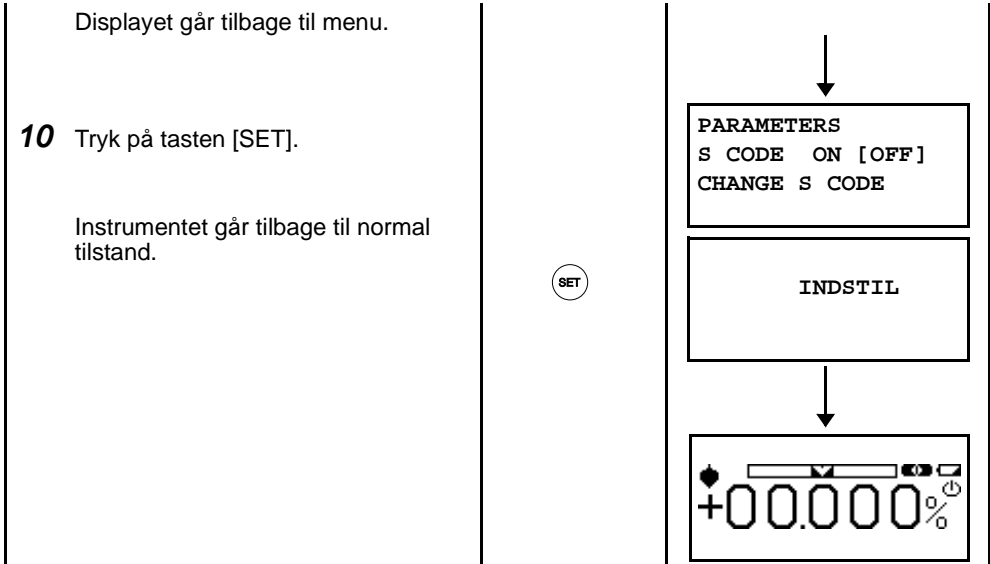 Displayet går tilbage til menu.
10 Tryk på tasten [SET].
Instrumentet går tilbage til normal
tilstand.
SET
PARAMETERS
S CODE ON [OFF]
CHANGE S CODE
INDSTIL
+00.000%